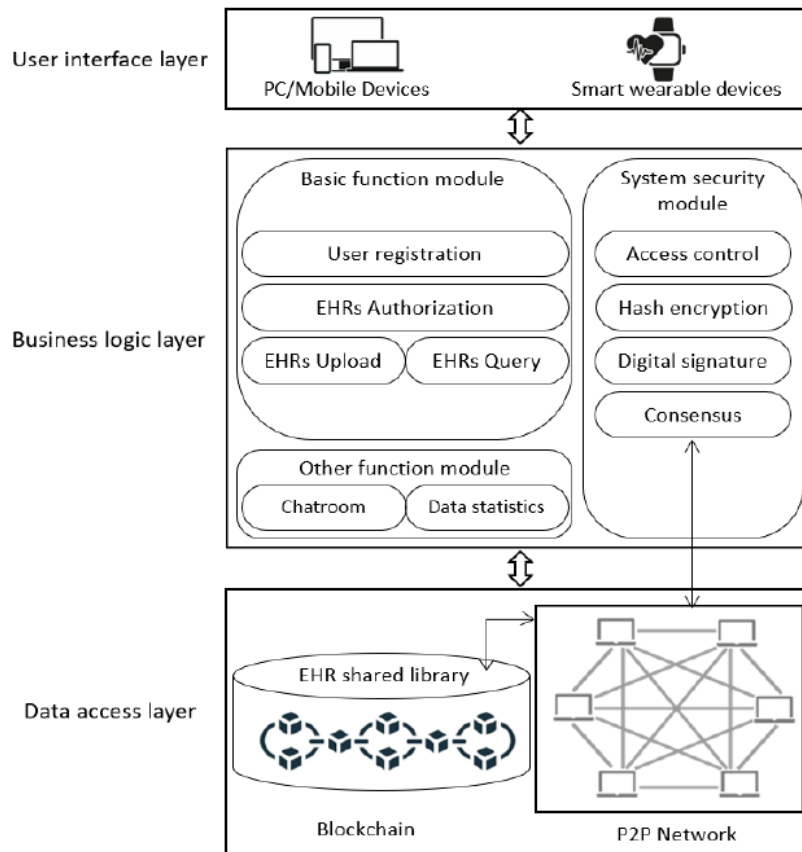 User interface layer
PC/Mobile Devices
Smart wearable devices
Business logic layer
Basic function module
User registration
EHRs Authorization
EHRs Upload
EHRs Query
Other function module
Chatroom
Data statistics
System security
module
Access control
Hash encryption
Digital signature
Consensus
Data access layer
EHR shared library
Blockchain
P2P Network